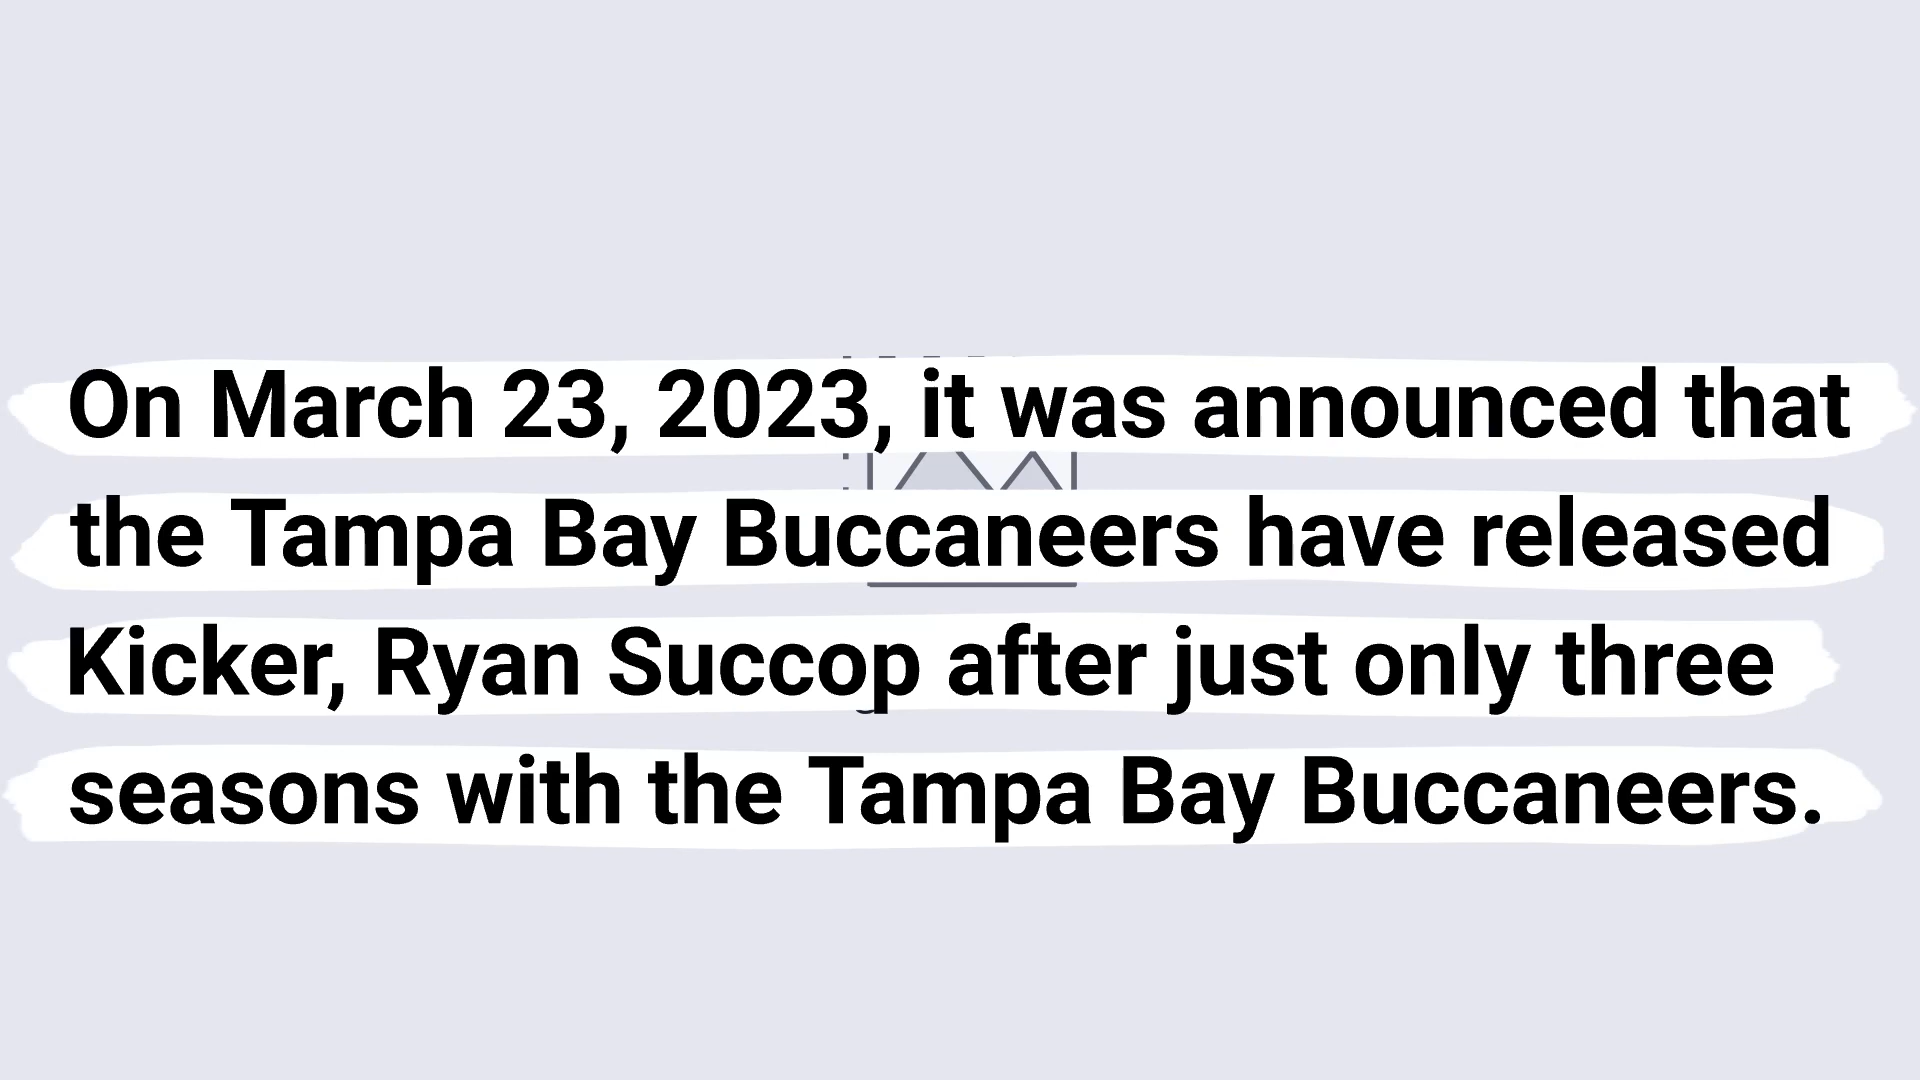 On March 23, 2023, it was announced that
the Tampa Bay Buccaneers have released
Kicker, Ryan Succop after just only three
seasons with the Tampa Bay Buccaneers.